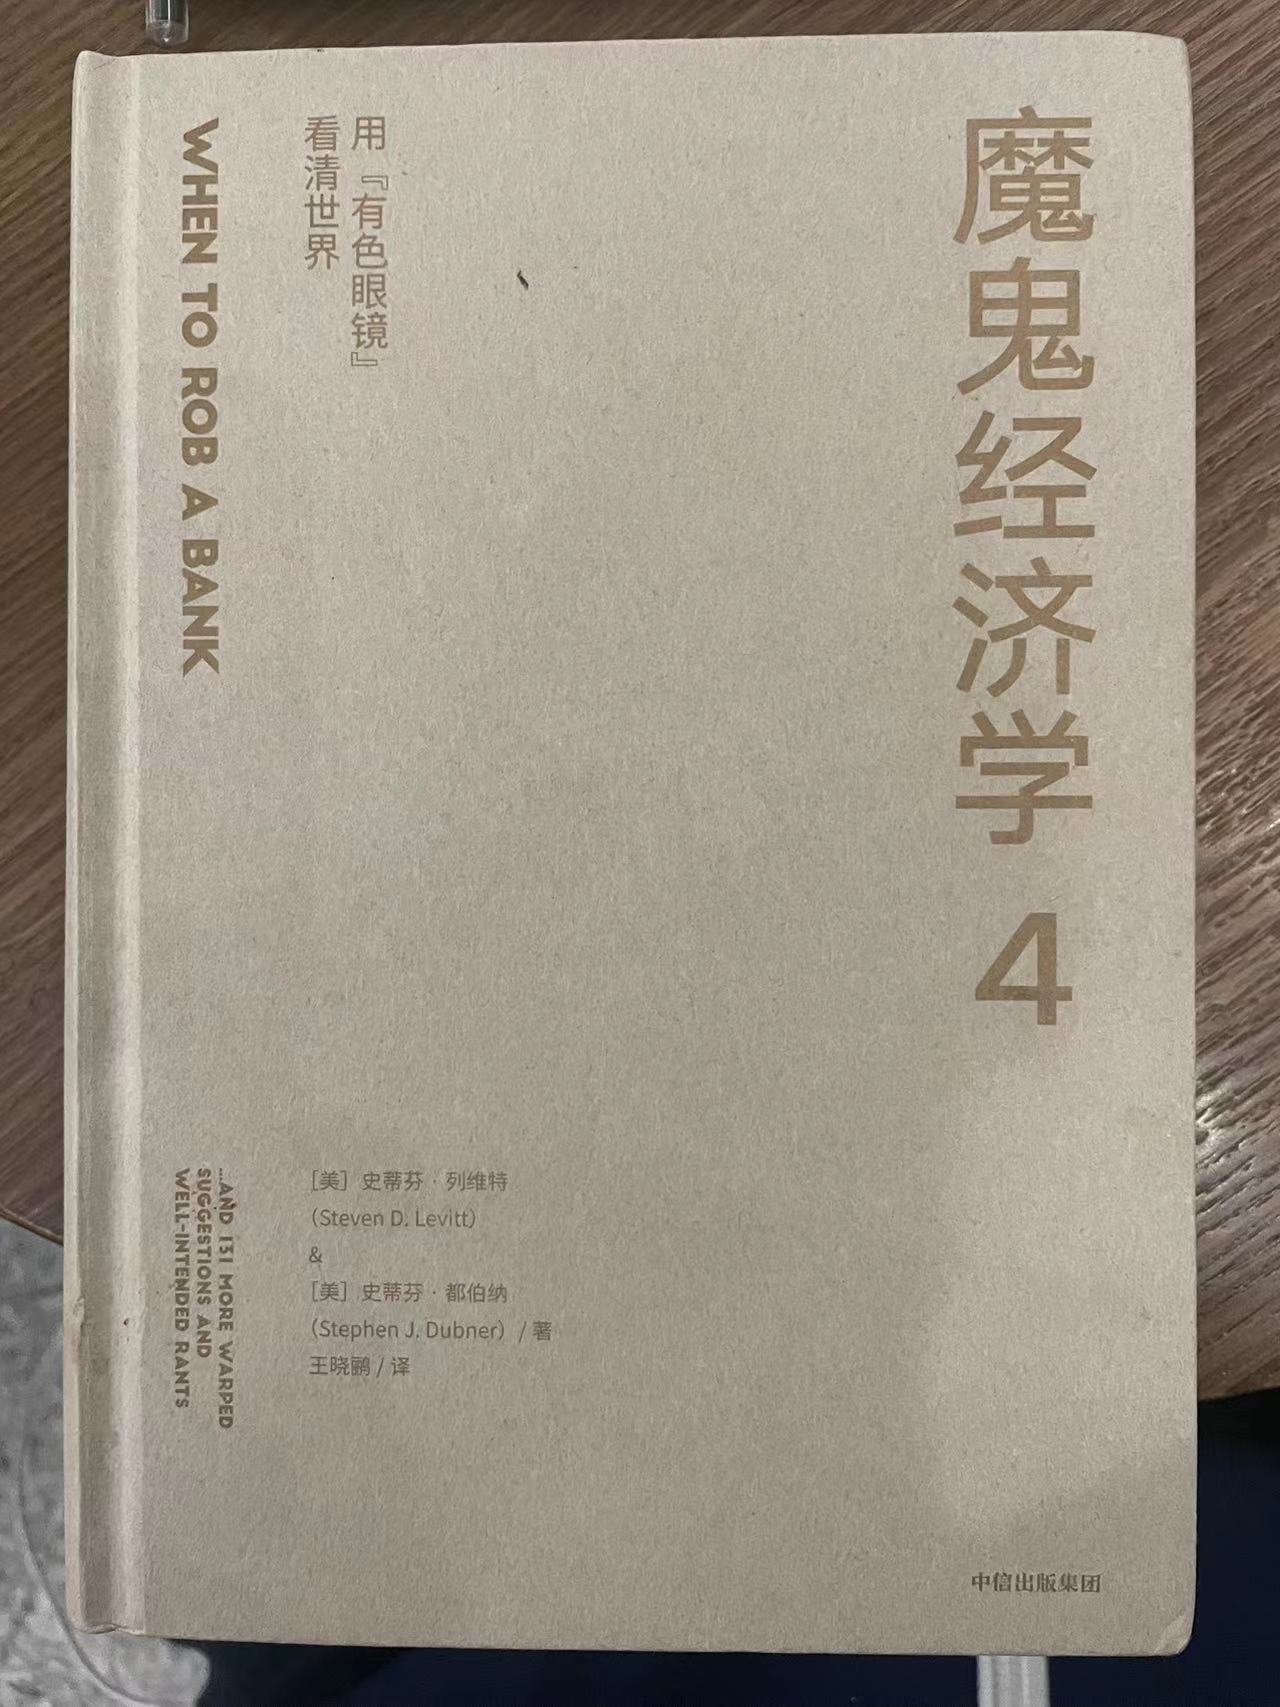 魔鬼经济学 4
用『有色眼镜』
看清世界
WHEN TO ROB A BANK
...AND 131 MORE WARPED
SUGGESTIONS AND
WELL-INTENDED RANTS
［美］史蒂芬·列维特
（Steven D. Levitt）
&
［美］史蒂芬·都伯纳
（Stephen J. Dubner）/ 著
王晓鹂 / 译
中信出版集团